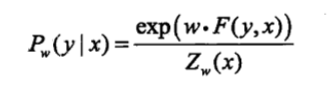 P_w(y|x) = exp(w·F(y,x)) / Z_w(x)